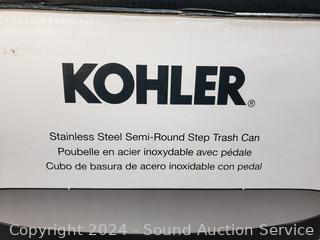 KOHLER®
Stainless Steel Semi-Round Step Trash Can
Poubelle en acier inoxydable avec pédale
Cubo de basura de acero inoxidable con pedal
Copyright 2024 - Sound Auction Service